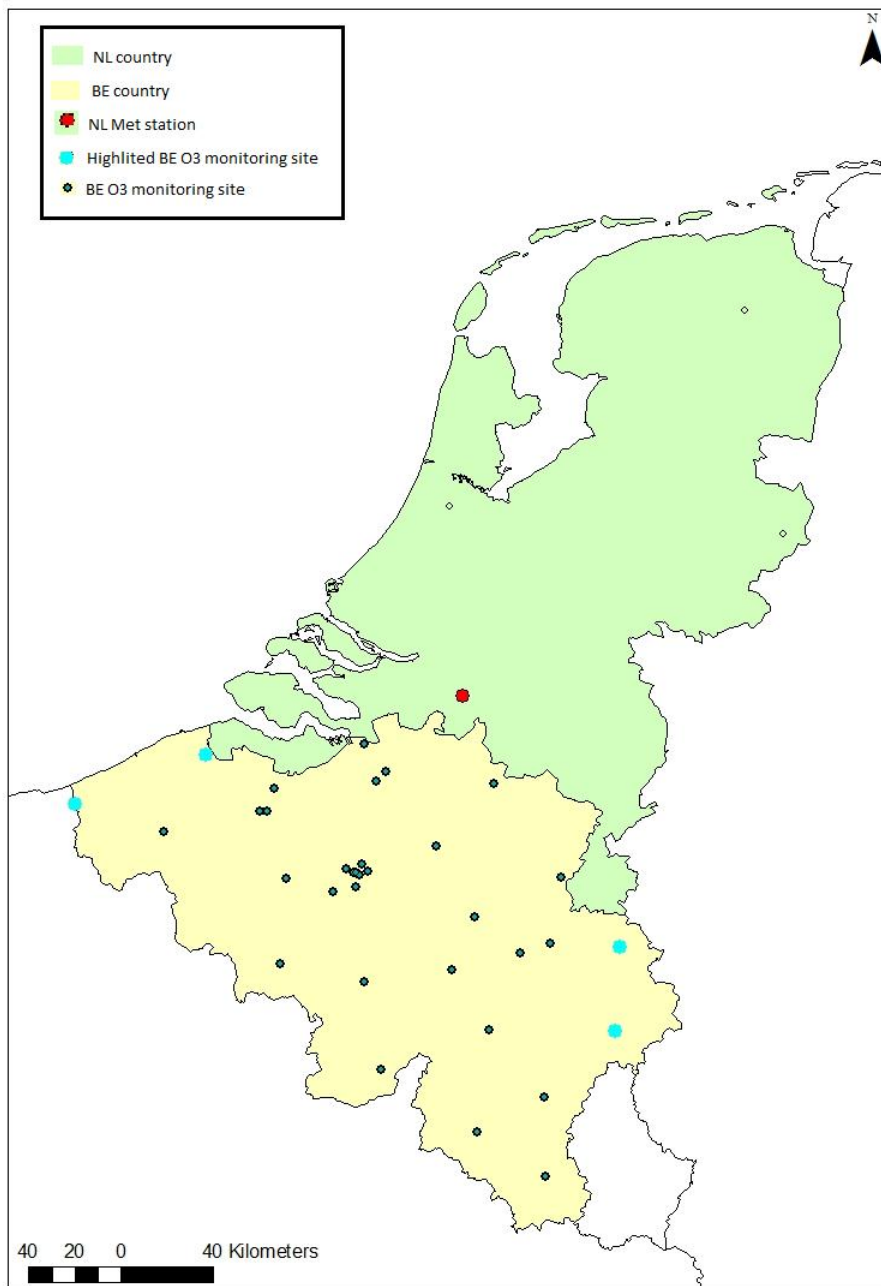 N
NL country
BE country
NL Met station
Highlited BE O3 monitoring site
BE O3 monitoring site
40 20 0 40 Kilometers